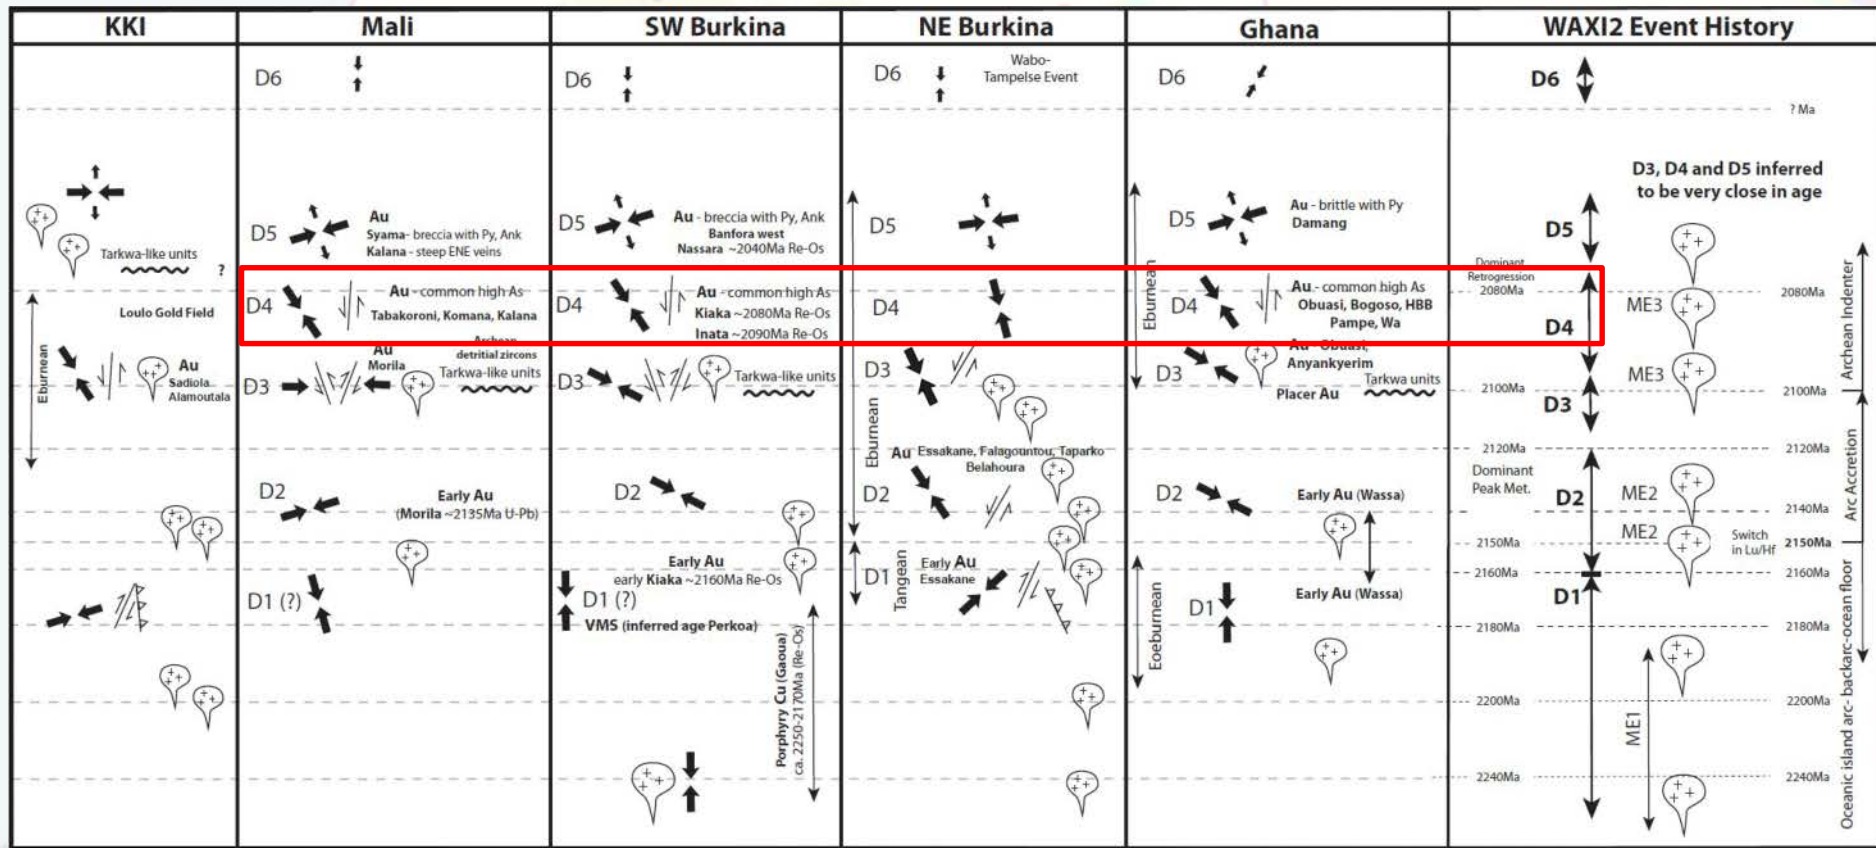 KKI
Mali
SW Burkina
NE Burkina
Ghana
WAXI2 Event History
Tarkwa-like units
?
Loulo Gold Field
Eburnean
Au
Sadiola
Alamoutala
D6
D5
Au
Syama- breccia with Py, Ank
Kalana - steep ENE veins
D4
Au - common high As
Tabakoroni, Komana, Kalana
Archean
detritial zircons
Au
Morila
Tarkwa-like units
D3
D2
Early Au
(Morila ~2135Ma U-Pb)
D1 (?)
D6
D5
Au - breccia with Py, Ank
Banfora west
Nassara ~2040Ma Re-Os
D4
Au - common high As
Kiaka ~2080Ma Re-Os
Inata ~2090Ma Re-Os
D3
Tarkwa-like units
D2
Early Au
early Kiaka ~2160Ma Re-Os
D1 (?)
VMS (inferred age Perkoa)
Porphyry Cu (Gaoua)
ca. 2250-2170Ma (Re-Os)
D6
Wabo-
Tampelse Event
D5
D4
D3
Eburnean
Au Essakane, Falagountou, Taparko
Belahoura
D2
Tangean
D1
Early Au
Essakane
D6
D5
Au - brittle with Py
Damang
Eburnean
D4
Au - common high As
Obuasi, Bogoso, HBB
Pampe, Wa
Au - Obuasi,
Anyankyerim
D3
Tarkwa units
Placer Au
D2
Early Au (Wassa)
Eoeburnean
D1
Early Au (Wassa)
D6
? Ma
D3, D4 and D5 inferred
to be very close in age
D5
Dominant
Retrogression
2080Ma
2080Ma
ME3
D4
ME3
2100Ma
2100Ma
D3
2120Ma
2120Ma
Dominant
Peak Met.
D2
ME2
2140Ma
2140Ma
ME2
Switch
in Lu/Hf
2150Ma
2150Ma
2160Ma
2160Ma
D1
2180Ma
2180Ma
2200Ma
2200Ma
ME1
2240Ma
2240Ma
Archean Indenter
Arc Accretion
Oceanic island arc- backarc-ocean floor